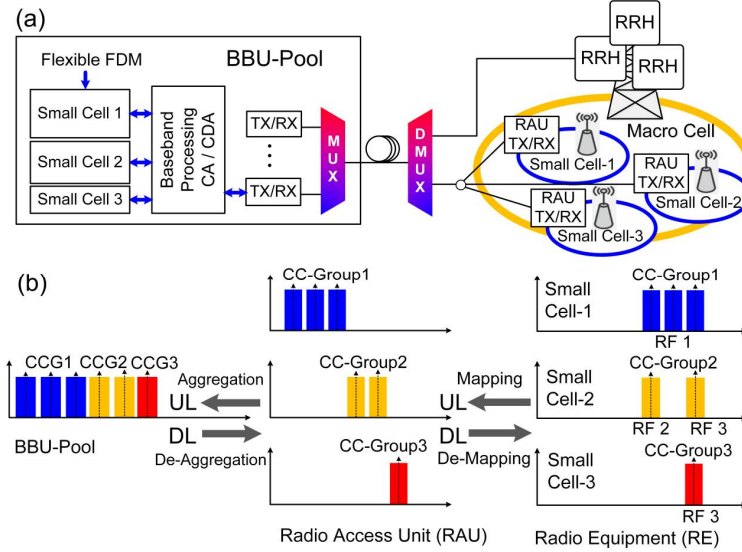 (a)
Flexible FDM
BBU-Pool
Small Cell 1
Small Cell 2
Small Cell 3
Baseband
Processing
CA / CDA
TX/RX
TX/RX
MUX
DMUX
RRH
RRH
RRH
Macro Cell
RAU
TX/RX
Small Cell-1
RAU
TX/RX
Small Cell-2
RAU
TX/RX
Small Cell-3
(b)
CCG1 CCG2 CCG3
BBU-Pool
Aggregation
UL
DL
De-Aggregation
CC-Group1
CC-Group2
CC-Group3
Radio Access Unit (RAU)
Mapping
UL
DL
De-Mapping
Small
Cell-1
CC-Group1
RF 1
Small
Cell-2
CC-Group2
RF 2 RF 3
Small
Cell-3
CC-Group3
RF 3
Radio Equipment (RE)